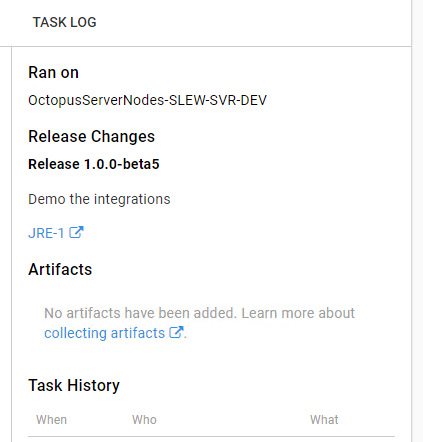 TASK LOG
Ran on
OctopusServerNodes-SLEW-SVR-DEV
Release Changes
Release 1.0.0-beta5
Demo the integrations
JRE-1
Artifacts
No artifacts have been added. Learn more about
collecting artifacts.
Task History
When Who What